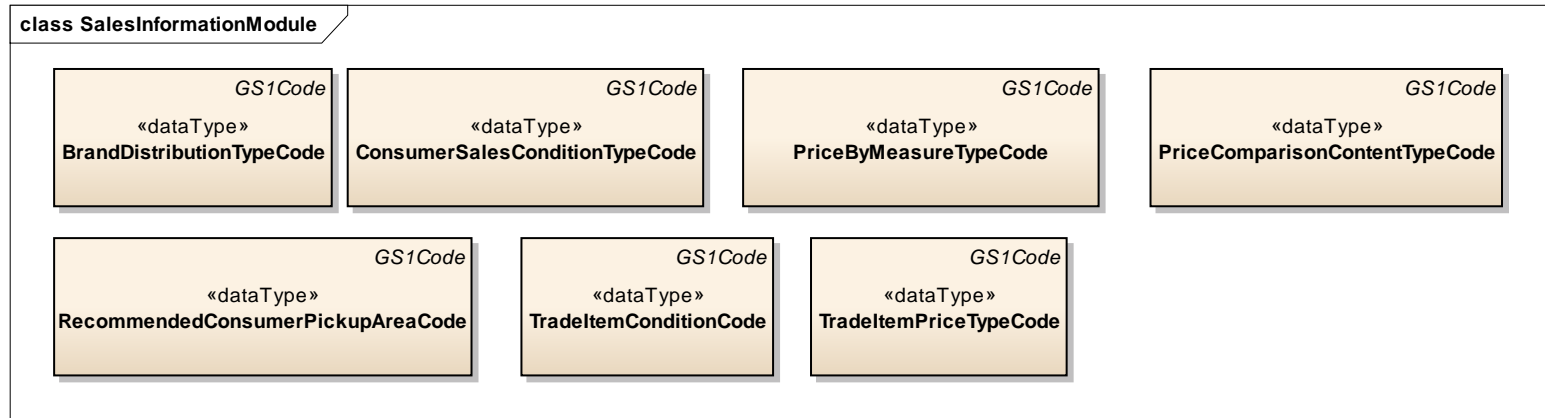 class SalesInformationModule
GS1Code
«dataType»
BrandDistributionTypeCode
GS1Code
«dataType»
ConsumerSalesConditionTypeCode
GS1Code
«dataType»
PriceByMeasureTypeCode
GS1Code
«dataType»
PriceComparisonContentTypeCode
GS1Code
«dataType»
RecommendedConsumerPickupAreaCode
GS1Code
«dataType»
TradeItemConditionCode
GS1Code
«dataType»
TradeItemPriceTypeCode